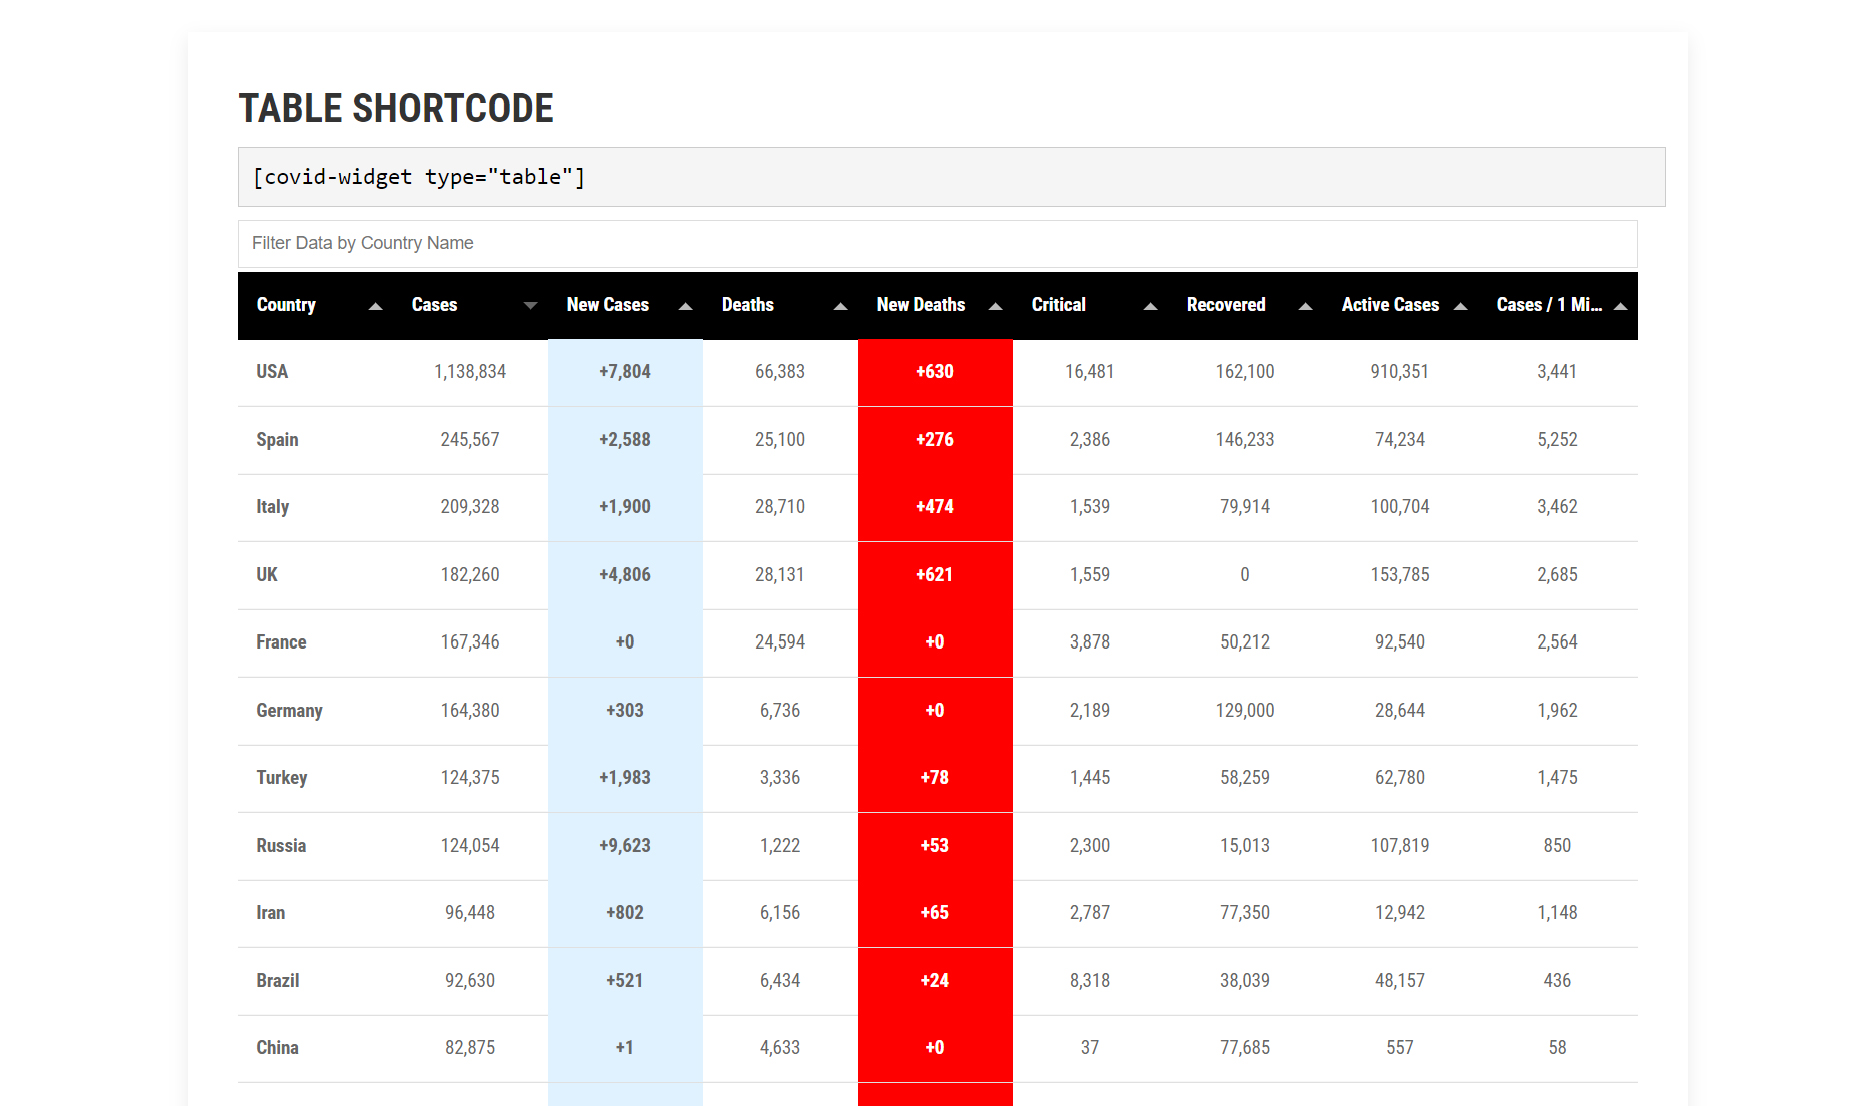 TABLE SHORTCODE
[covid-widget type="table"]
Filter Data by Country Name
Country Cases New Cases Deaths New Deaths Critical Recovered Active Cases Cases / 1 Mi...
USA 1,138,834 +7,804 66,383 +630 16,481 162,100 910,351 3,441
Spain 245,567 +2,588 25,100 +276 2,386 146,233 74,234 5,252
Italy 209,328 +1,900 28,710 +474 1,539 79,914 100,704 3,462
UK 182,260 +4,806 28,131 +621 1,559 0 153,785 2,685
France 167,346 +0 24,594 +0 3,878 50,212 92,540 2,564
Germany 164,380 +303 6,736 +0 2,189 129,000 28,644 1,962
Turkey 124,375 +1,983 3,336 +78 1,445 58,259 62,780 1,475
Russia 124,054 +9,623 1,222 +53 2,300 15,013 107,819 850
Iran 96,448 +802 6,156 +65 2,787 77,350 12,942 1,148
Brazil 92,630 +521 6,434 +24 8,318 38,039 48,157 436
China 82,875 +1 4,633 +0 37 77,685 557 58